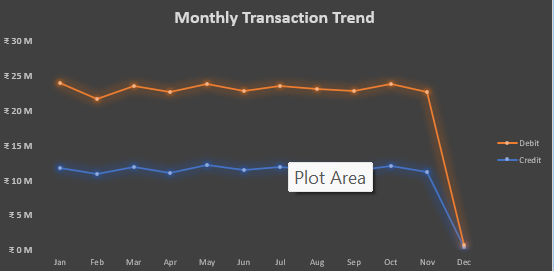 Monthly Transaction Trend
₹ 30 M
₹ 25 M
₹ 20 M
₹ 15 M
₹ 10 M
₹ 5 M
₹ 0 M
Jan Feb Mar Apr May Jun Jul Aug Sep Oct Nov Dec
Debit
Credit
Plot Area